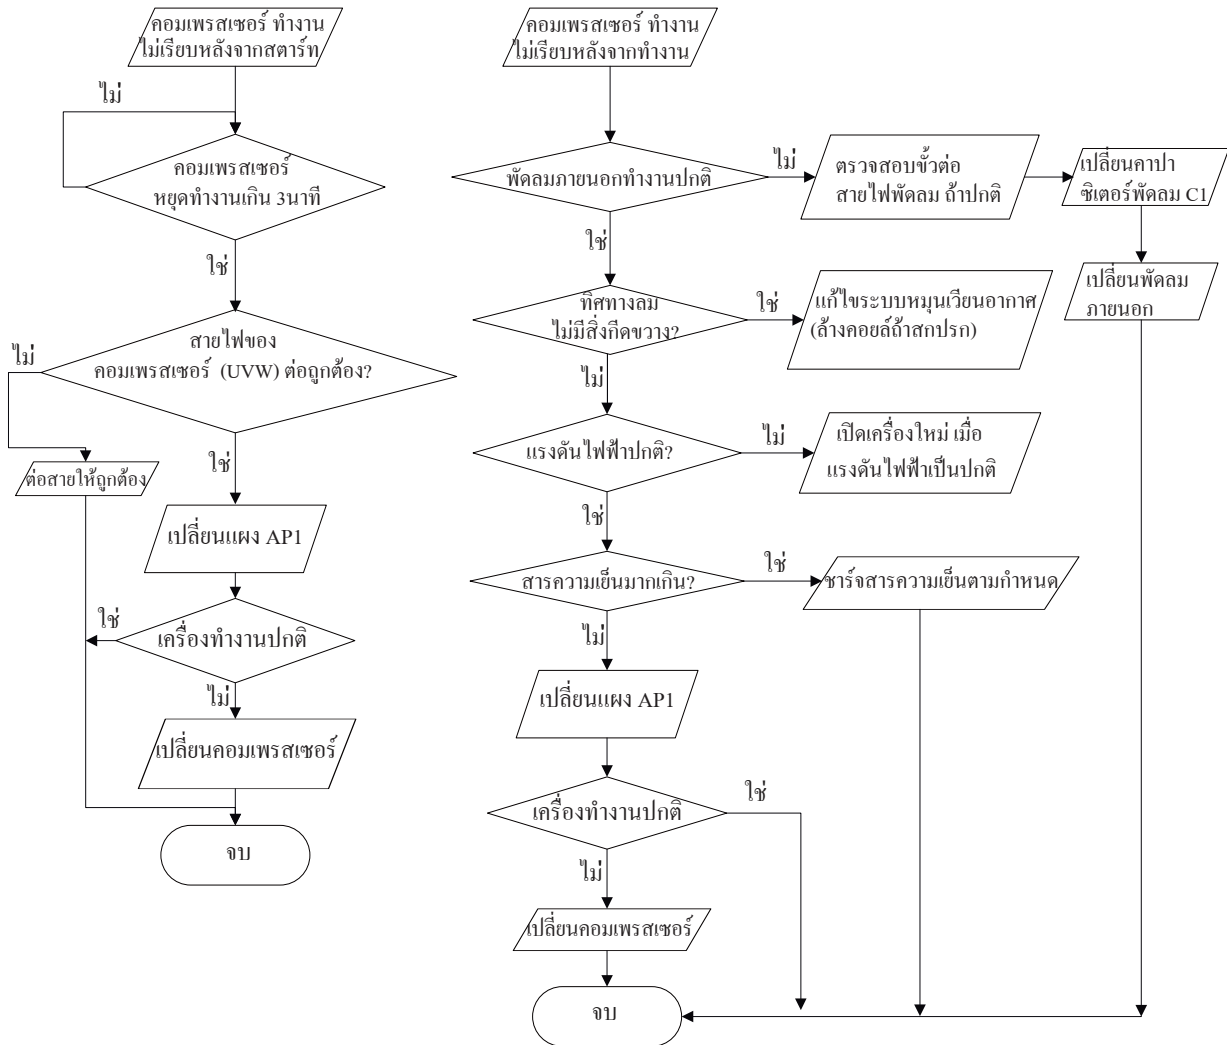 คอมเพรสเซอร์ ทำงาน
ไม่เรียบหลังจากสตาร์ท
ไม่
คอมเพรสเซอร์
หยุดทำงานเกิน 3นาที
ใช่
สายไฟของ
คอมเพรสเซอร์ (UVW) ต่อถูกต้อง?
ไม่
ต่อสายให้ถูกต้อง
ใช่
เปลี่ยนแผง AP1
เครื่องทำงานปกติ
ใช่
ไม่
เปลี่ยนคอมเพรสเซอร์
จบ
คอมเพรสเซอร์ ทำงาน
ไม่เรียบหลังจากทำงาน
พัดลมภายนอกทำงานปกติ
ไม่
ตรวจสอบขั้วต่อ
สายไฟพัดลม ถ้าปกติ
เปลี่ยนคาปา
ซิเตอร์พัดลม C1
เปลี่ยนพัดลม
ภายนอก
ใช่
ทิศทางลม
ไม่มีสิ่งกีดขวาง?
ใช่
แก้ไขระบบหมุนเวียนอากาศ
(ล้างคอยล์ถ้าสกปรก)
ไม่
แรงดันไฟฟ้าปกติ?
ไม่
เปิดเครื่องใหม่ เมื่อ
แรงดันไฟฟ้าเป็นปกติ
ใช่
สารความเย็นมากเกิน?
ใช่
ชาร์จสารความเย็นตามกำหนด
ไม่
เปลี่ยนแผง AP1
เครื่องทำงานปกติ
ใช่
ไม่
เปลี่ยนคอมเพรสเซอร์
จบ